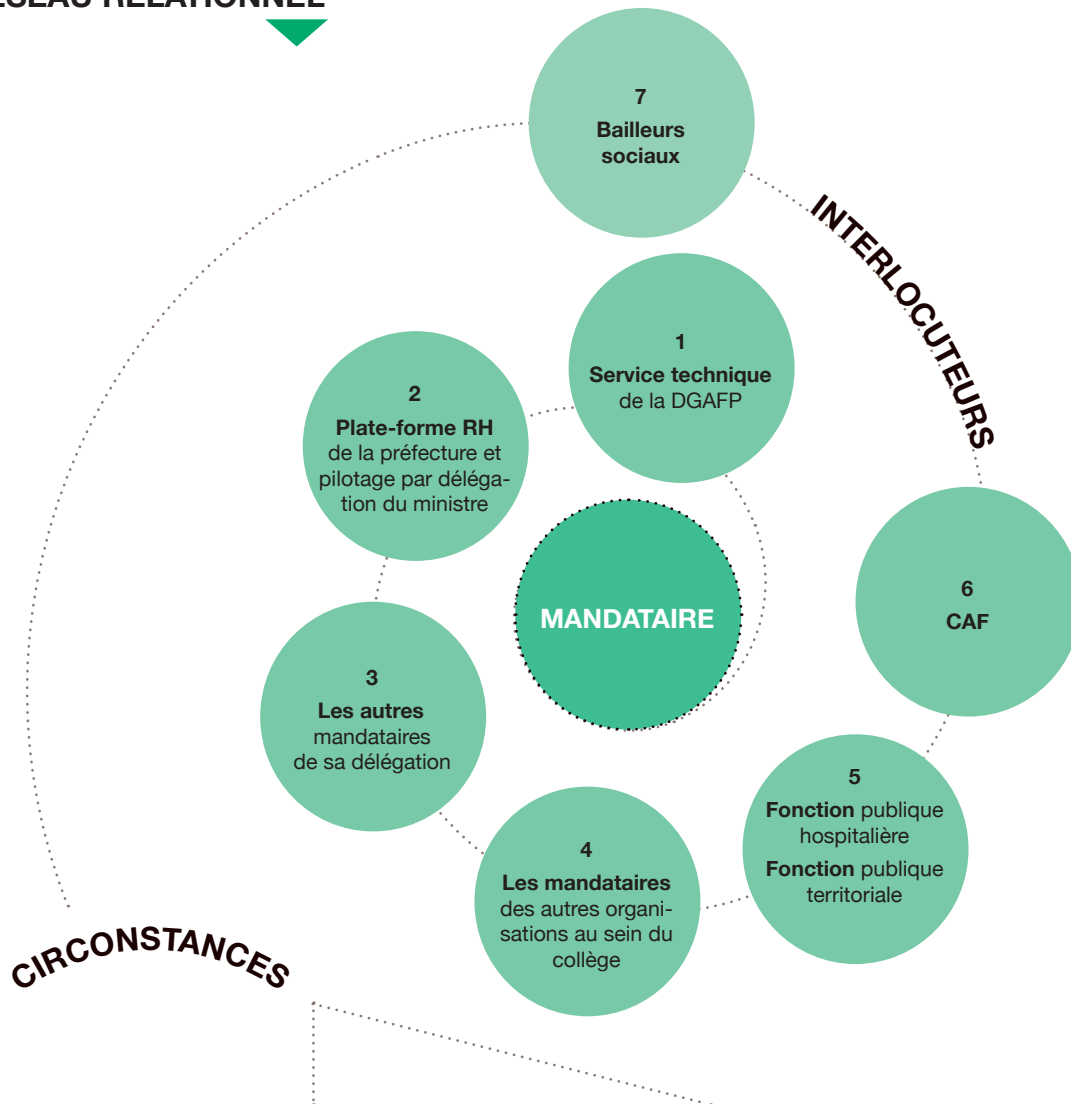 RELATIONNEL
7
Bailleurs
sociaux
INTERLOCUTEURS
1
Service technique
de la DGAFP
2
Plate-forme RH
de la préfecture et
pilotage par déléga-
tion du ministre
MANDATAIRE
6
CAF
3
Les autres
mandataires
de sa délégation
5
Fonction publique
hospitalière
Fonction publique
territoriale
4
Les mandataires
des autres organi-
sations au sein du
collège
CIRCONSTANCES